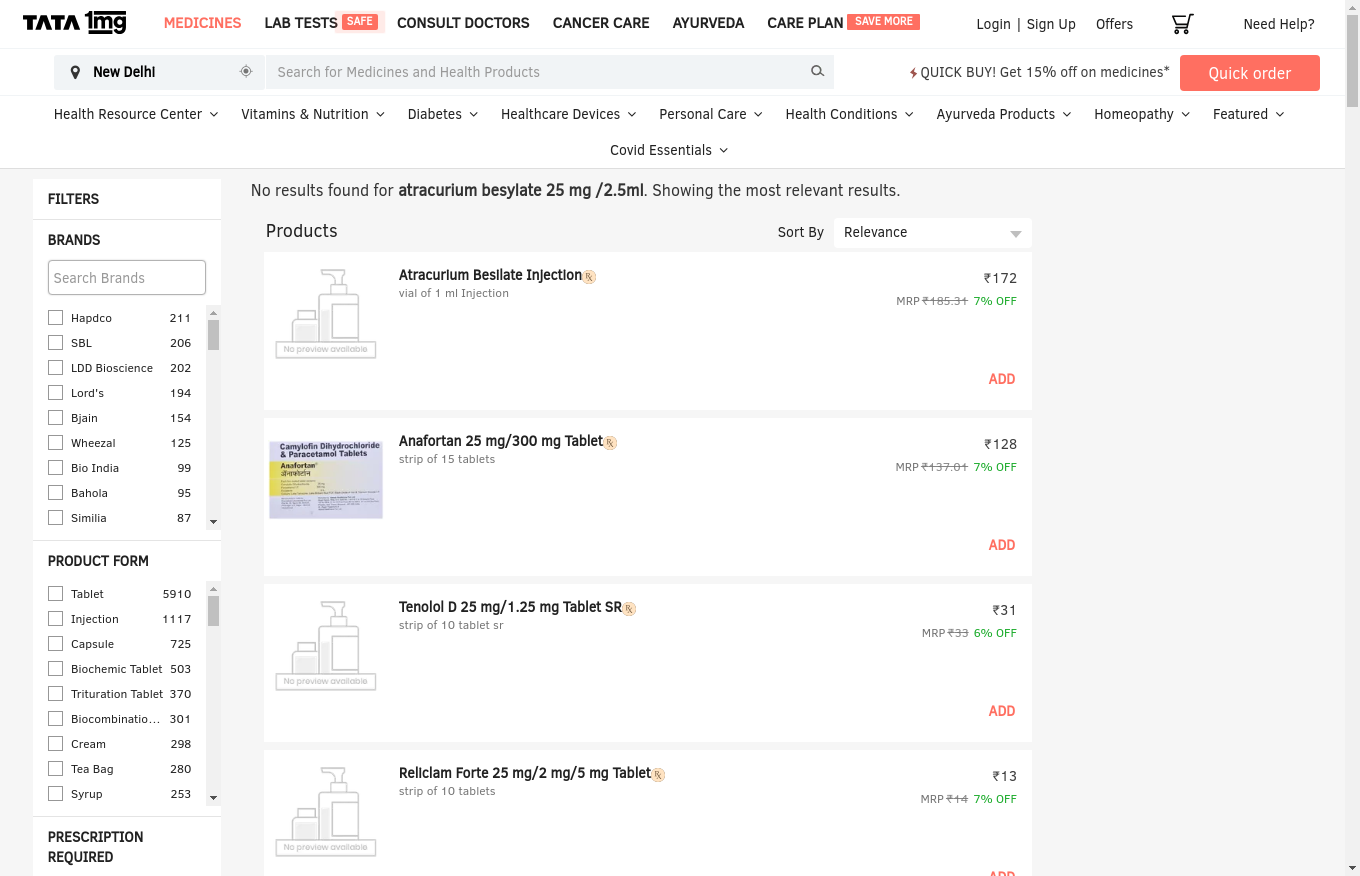 TATA 1mg
MEDICINES LAB TESTS SAFE CONSULT DOCTORS CANCER CARE AYURVEDA CARE PLAN SAVE MORE Login | Sign Up Offers Need Help?
New Delhi Search for Medicines and Health Products QUICK BUY! Get 15% off on medicines* Quick order
Health Resource Center Vitamins & Nutrition Diabetes Healthcare Devices Personal Care Health Conditions Ayurveda Products Homeopathy Featured
Covid Essentials
No results found for atracurium besylate 25 mg /2.5ml. Showing the most relevant results.
FILTERS
BRANDS
Search Brands
Hapdco 211
SBL 206
LDD Bioscience 202
Lord's 194
Bjain 154
Wheezal 125
Bio India 99
Bahola 95
Similia 87
PRODUCT FORM
Tablet 5910
Injection 1117
Capsule 725
Biochemic Tablet 503
Trituration Tablet 370
Biocombinatio... 301
Cream 298
Tea Bag 280
Syrup 253
PRESCRIPTION
REQUIRED
Products Sort By Relevance
Atracurium Besilate Injection ℞ ₹172
vial of 1 ml Injection MRP ₹185.31 7% OFF
No preview available
ADD
Anafortan 25 mg/300 mg Tablet ℞ ₹128
strip of 15 tablets MRP ₹137.01 7% OFF
Camylofin Dihydrochloride
& Paracetamol Tablets
Anafortan
ADD
Tenolol D 25 mg/1.25 mg Tablet SR ℞ ₹31
strip of 10 tablet sr MRP ₹33 6% OFF
No preview available
ADD
Reliclam Forte 25 mg/2 mg/5 mg Tablet ℞ ₹13
strip of 10 tablets MRP ₹14 7% OFF
No preview available
ADD